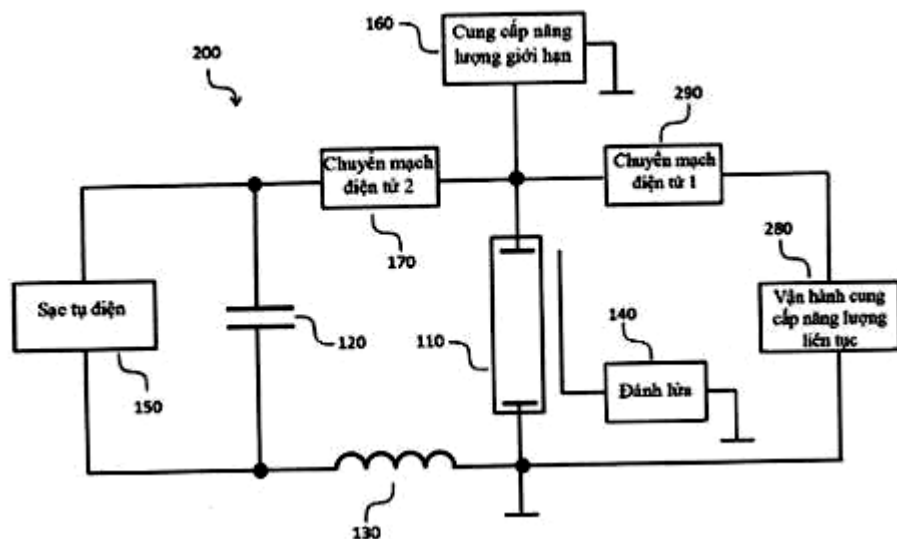 160
Cung cấp năng
lượng giới hạn
200
290
Chuyển mạch
điện tử 2
Chuyển mạch
điện tử 1
170
280
Sạc tụ điện
Vận hành cung
cấp năng lượng
liên tục
120
110
140
150
Đánh lửa
130